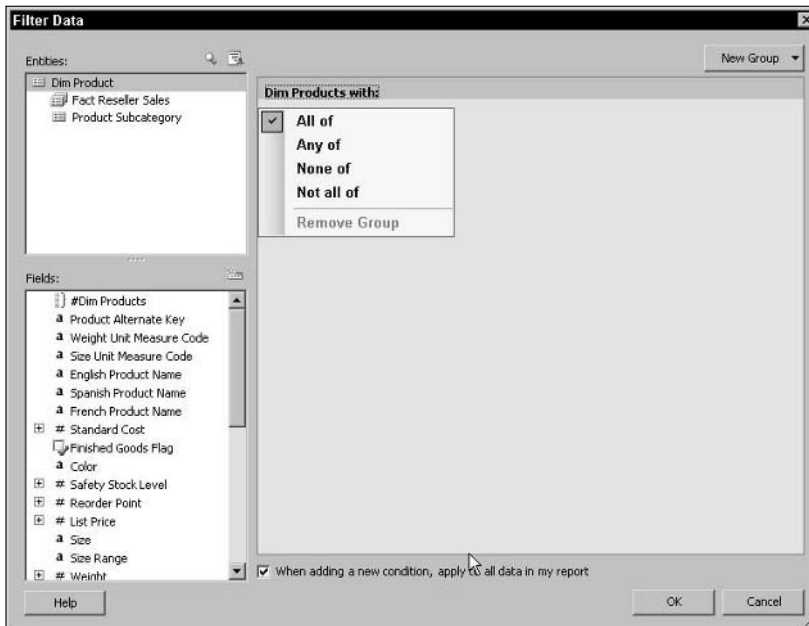 Filter Data
Entities:
New Group
Dim Product
Fact Reseller Sales
Product Subcategory
Dim Products with:
All of
Any of
None of
Not all of
Remove Group
Fields:
#Dim Products
a Product Alternate Key
a Weight Unit Measure Code
a Size Unit Measure Code
a English Product Name
a Spanish Product Name
a French Product Name
# Standard Cost
Finished Goods Flag
a Color
# Safety Stock Level
# Reorder Point
# List Price
a Size
a Size Range
# Weight
When adding a new condition, apply to all data in my report
Help
OK
Cancel